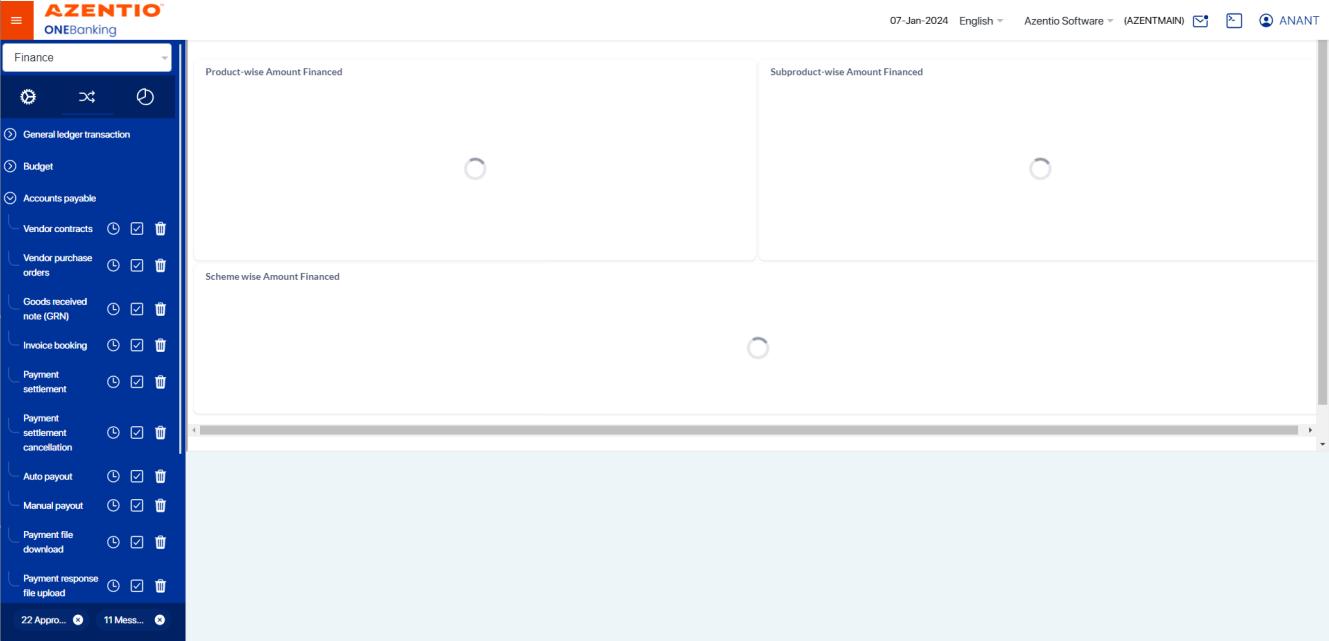 AZENTIO
ONEBanking
07-Jan-2024 English Azentio Software (AZENTMAIN) ANANT
Finance
General ledger transaction
Budget
Accounts payable
Vendor contracts
Vendor purchase
orders
Goods received
note (GRN)
Invoice booking
Payment
settlement
Payment
settlement
cancellation
Auto payout
Manual payout
Payment file
download
Payment response
file upload
22 Appro... 11 Mess...
Product-wise Amount Financed
Subproduct-wise Amount Financed
Scheme wise Amount Financed